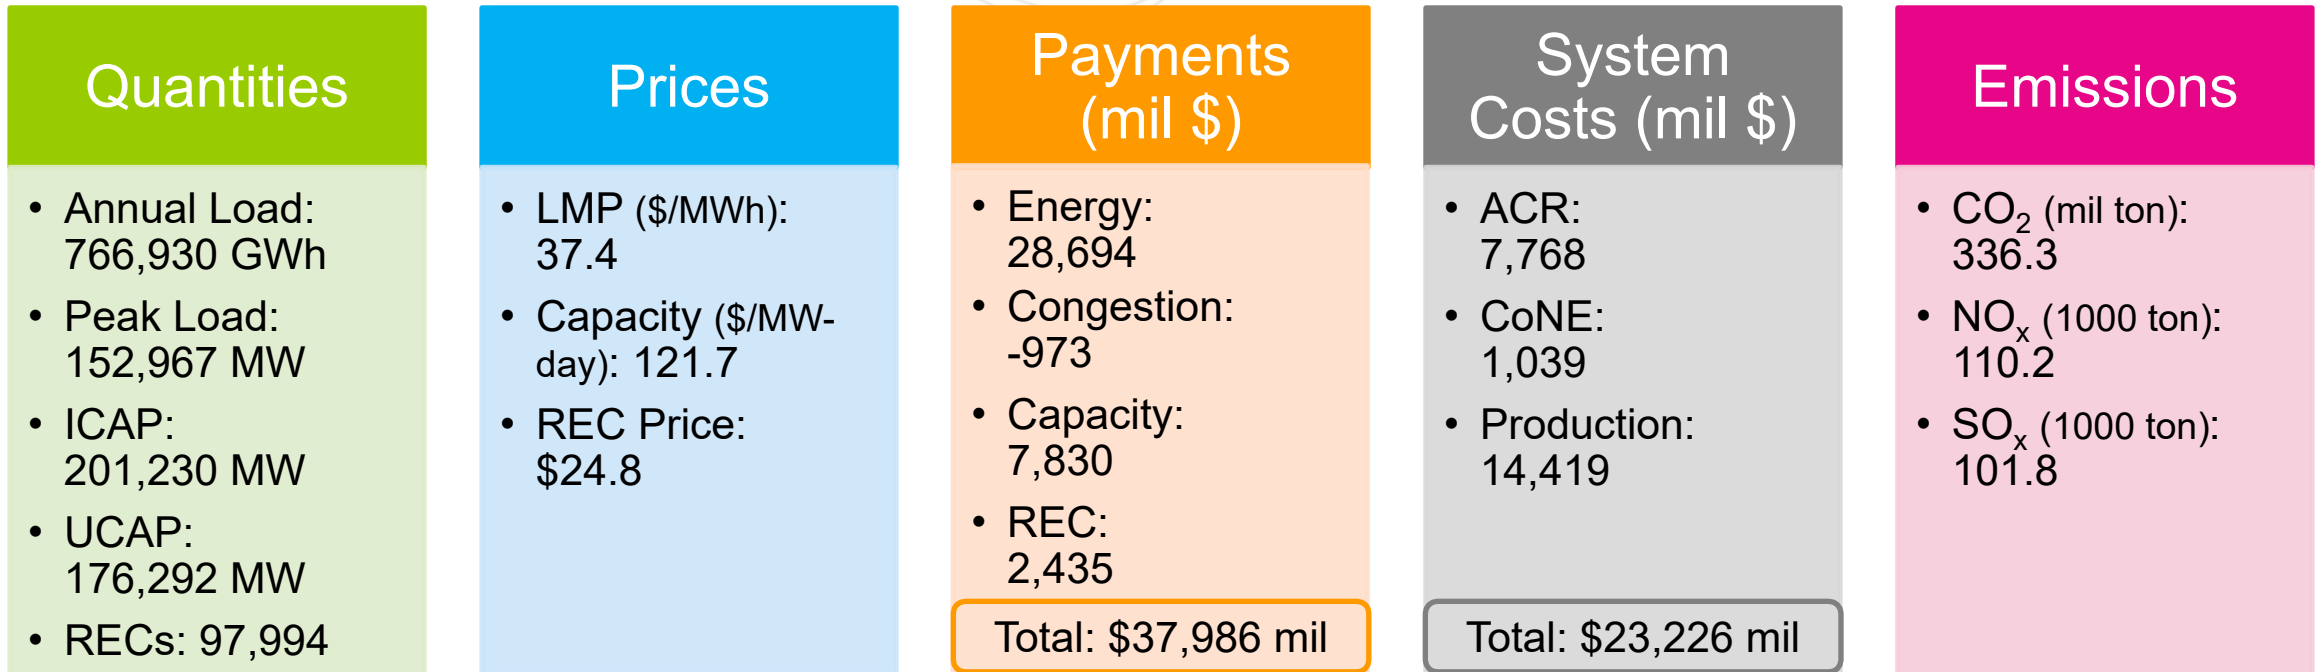 Quantities
• Annual Load:
766,930 GWh
• Peak Load:
152,967 MW
• ICAP:
201,230 MW
• UCAP:
176,292 MW
• RECs: 97,994
Prices
• LMP ($/MWh):
37.4
• Capacity ($/MW-
day): 121.7
• REC Price:
$24.8
Payments
(mil $)
• Energy:
28,694
• Congestion:
-973
• Capacity:
7,830
• REC:
2,435
Total: $37,986 mil
System
Costs (mil $)
• ACR:
7,768
• CoNE:
1,039
• Production:
14,419
Total: $23,226 mil
Emissions
• CO₂ (mil ton):
336.3
• NOₓ (1000 ton):
110.2
• SOₓ (1000 ton):
101.8